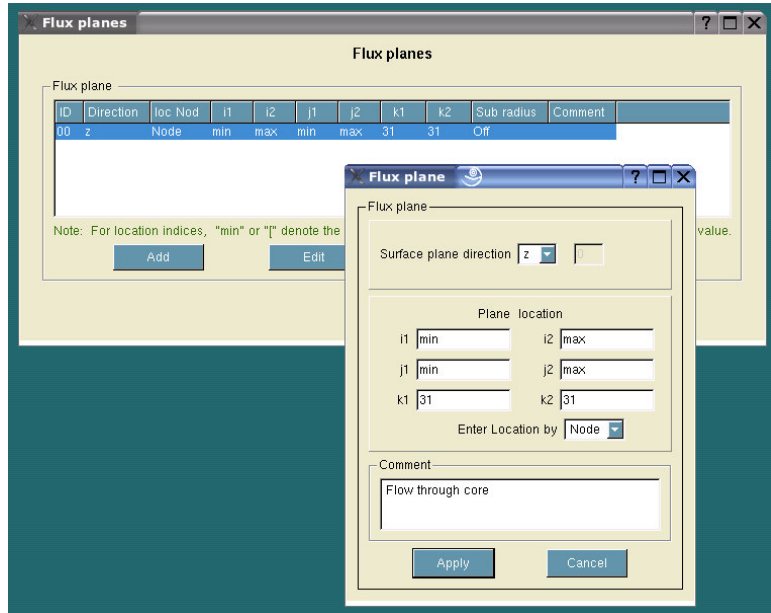 Flux planes
Flux planes
Flux plane
ID Direction loc Nod i1 i2 j1 j2 k1 k2 Sub radius Comment
00 z Node min max min max 31 31 Off
Note: For location indices, "min" or "[" denote the value.
Add Edit
Flux plane
Flux plane
Surface plane direction z 0
Plane location
i1 min i2 max
j1 min j2 max
k1 31 k2 31
Enter Location by Node
Comment
Flow through core
Apply Cancel